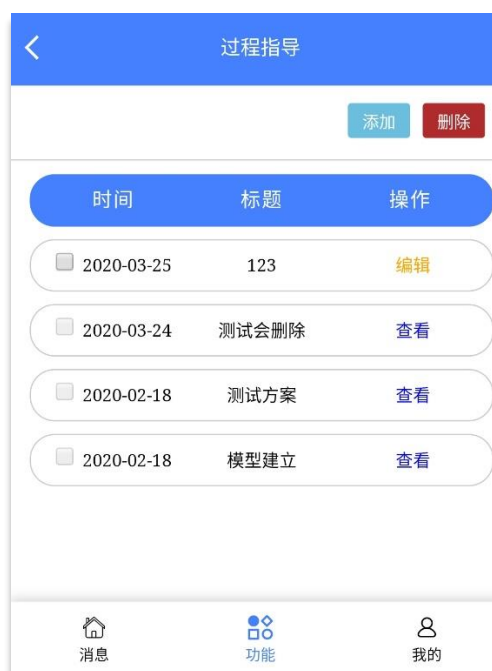 过程指导
添加 删除
时间 标题 操作
2020-03-25 123 编辑
2020-03-24 测试会删除 查看
2020-02-18 测试方案 查看
2020-02-18 模型建立 查看
消息 功能 我的